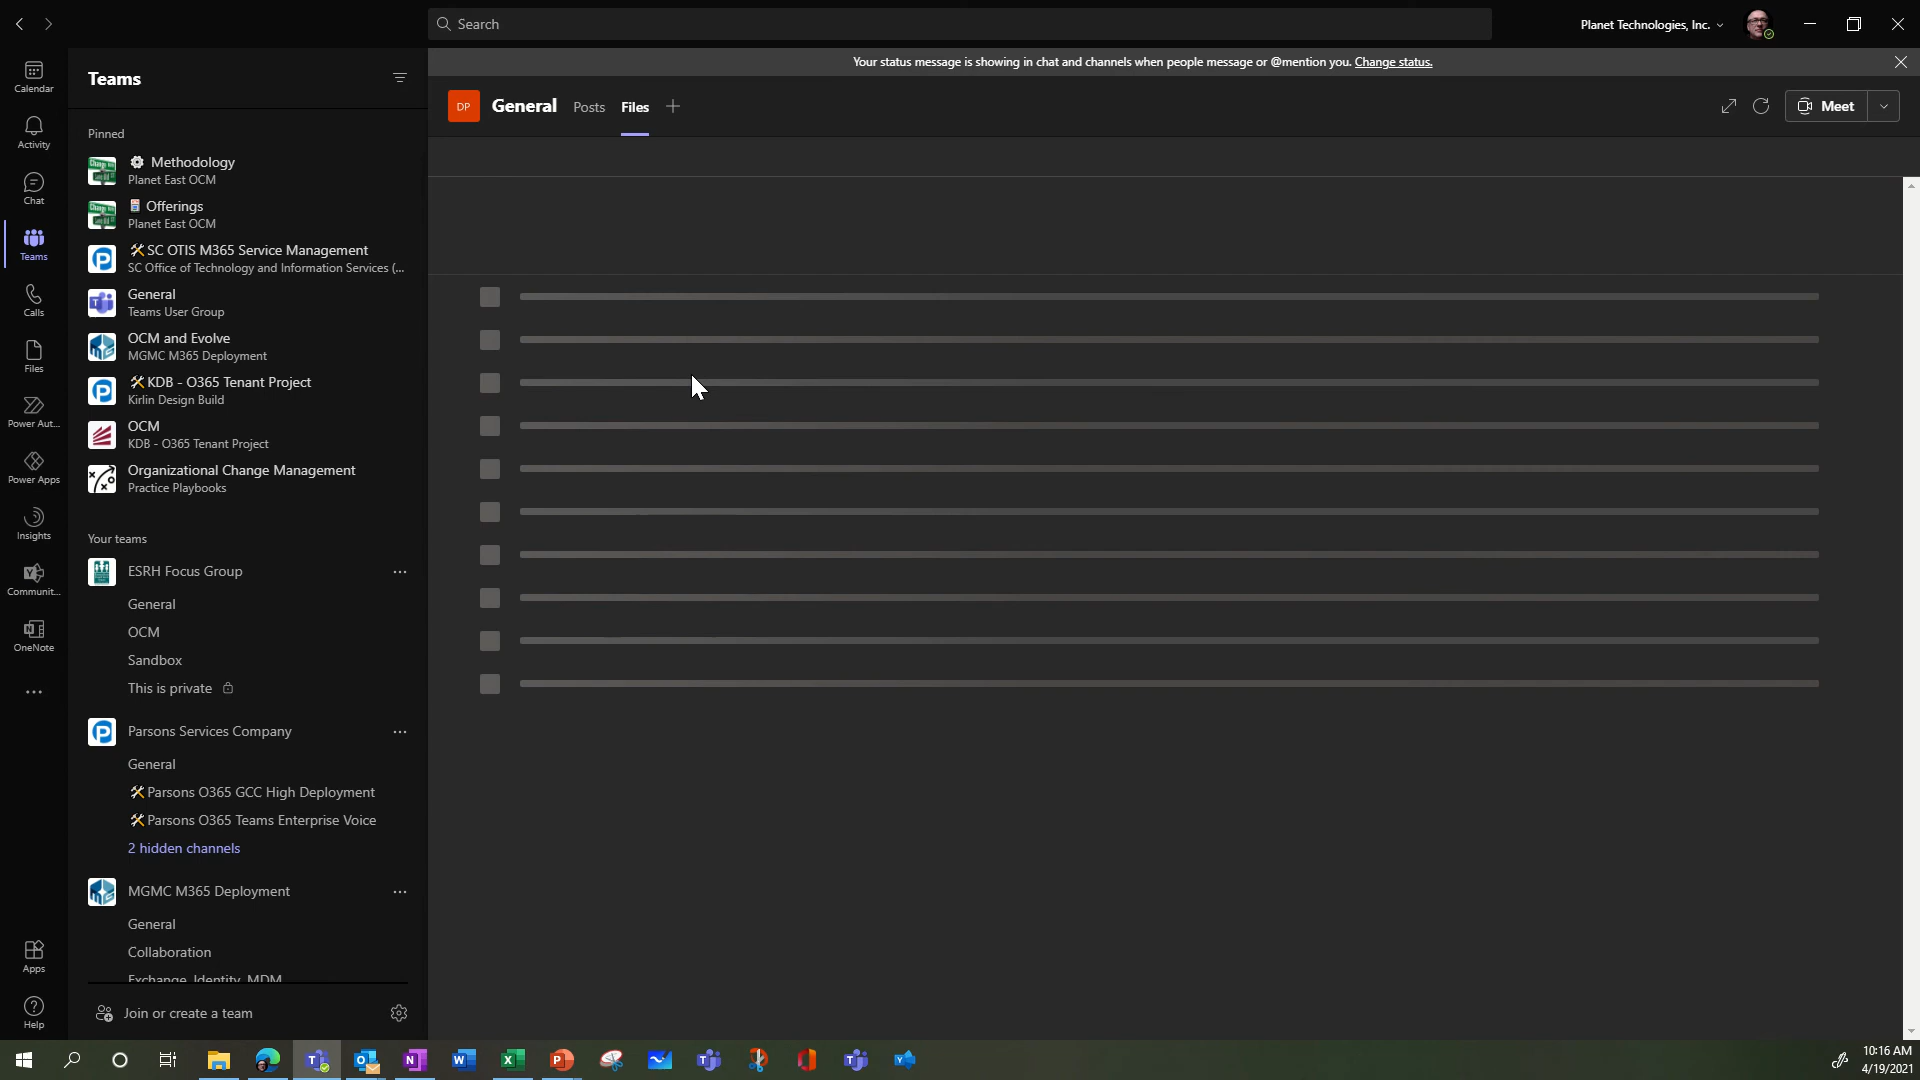 Search
Planet Technologies, Inc.
Your status message is showing in chat and channels when people message or @mention you. Change status.
Calendar
Activity
Chat
Teams
Calls
Files
Power Aut...
Power Apps
Insights
Communit...
OneNote
Apps
Help
Teams
Pinned
Methodology
Planet East OCM
Offerings
Planet East OCM
SC OTIS M365 Service Management
SC Office of Technology and Information Services (...
General
Teams User Group
OCM and Evolve
MGMC M365 Deployment
KDB - O365 Tenant Project
Kirlin Design Build
OCM
KDB - O365 Tenant Project
Organizational Change Management
Practice Playbooks
Your teams
ESRH Focus Group
General
OCM
Sandbox
This is private
Parsons Services Company
General
Parsons O365 GCC High Deployment
Parsons O365 Teams Enterprise Voice
2 hidden channels
MGMC M365 Deployment
General
Collaboration
Exchange, Identity, MDM
Join or create a team
DP General Posts Files
Meet
10:16 AM
4/19/2021